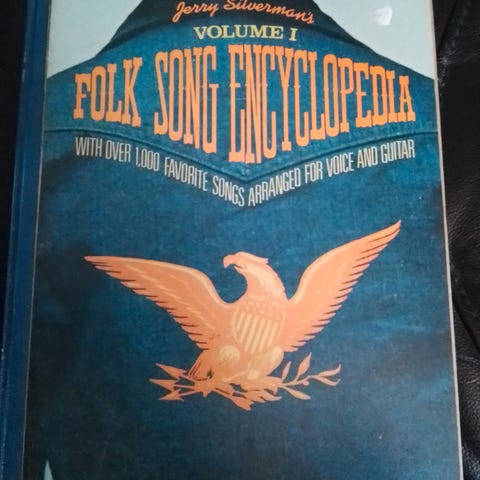 Jerry Silverman's
VOLUME I
FOLK SONG ENCYCLOPEDIA
WITH OVER 1,000 FAVORITE SONGS ARRANGED FOR VOICE AND GUITAR